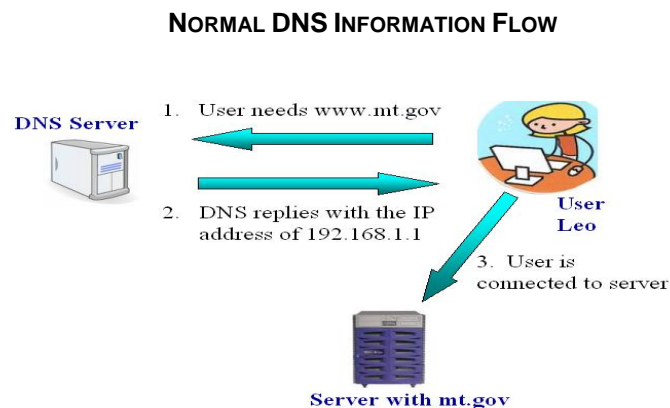 NORMAL DNS INFORMATION FLOW
1. User needs www.mt.gov
DNS Server
2. DNS replies with the IP
address of 192.168.1.1
User
Leo
3. User is
connected to server
Server with mt.gov